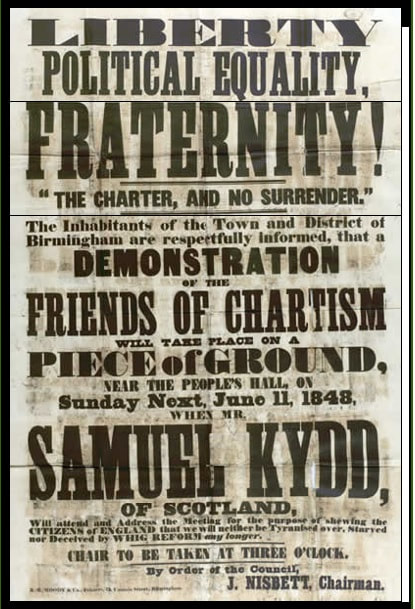 LIBERTY
POLITICAL EQUALITY,
FRATERNITY!
"THE CHARTER, AND NO SURRENDER."
The Inhabitants of the Town and District of
Birmingham are respectfully informed, that a
DEMONSTRATION
OF THE
FRIENDS OF CHARTISM
WILL TAKE PLACE ON A
PIECE of GROUND,
NEAR THE PEOPLE'S HALL, ON
Sunday Next, June 11, 1848,
WHEN MR.
SAMUEL KYDD,
OF SCOTLAND,
Will attend and Address the Meeting for the purpose of shewing the
CITIZENS of ENGLAND that we will neither be Tyranised over, Starved
nor Deceived by WHIG REFORM any longer.
CHAIR TO BE TAKEN AT THREE O'CLOCK.
By Order of the Council,
J. NISBETT, Chairman.